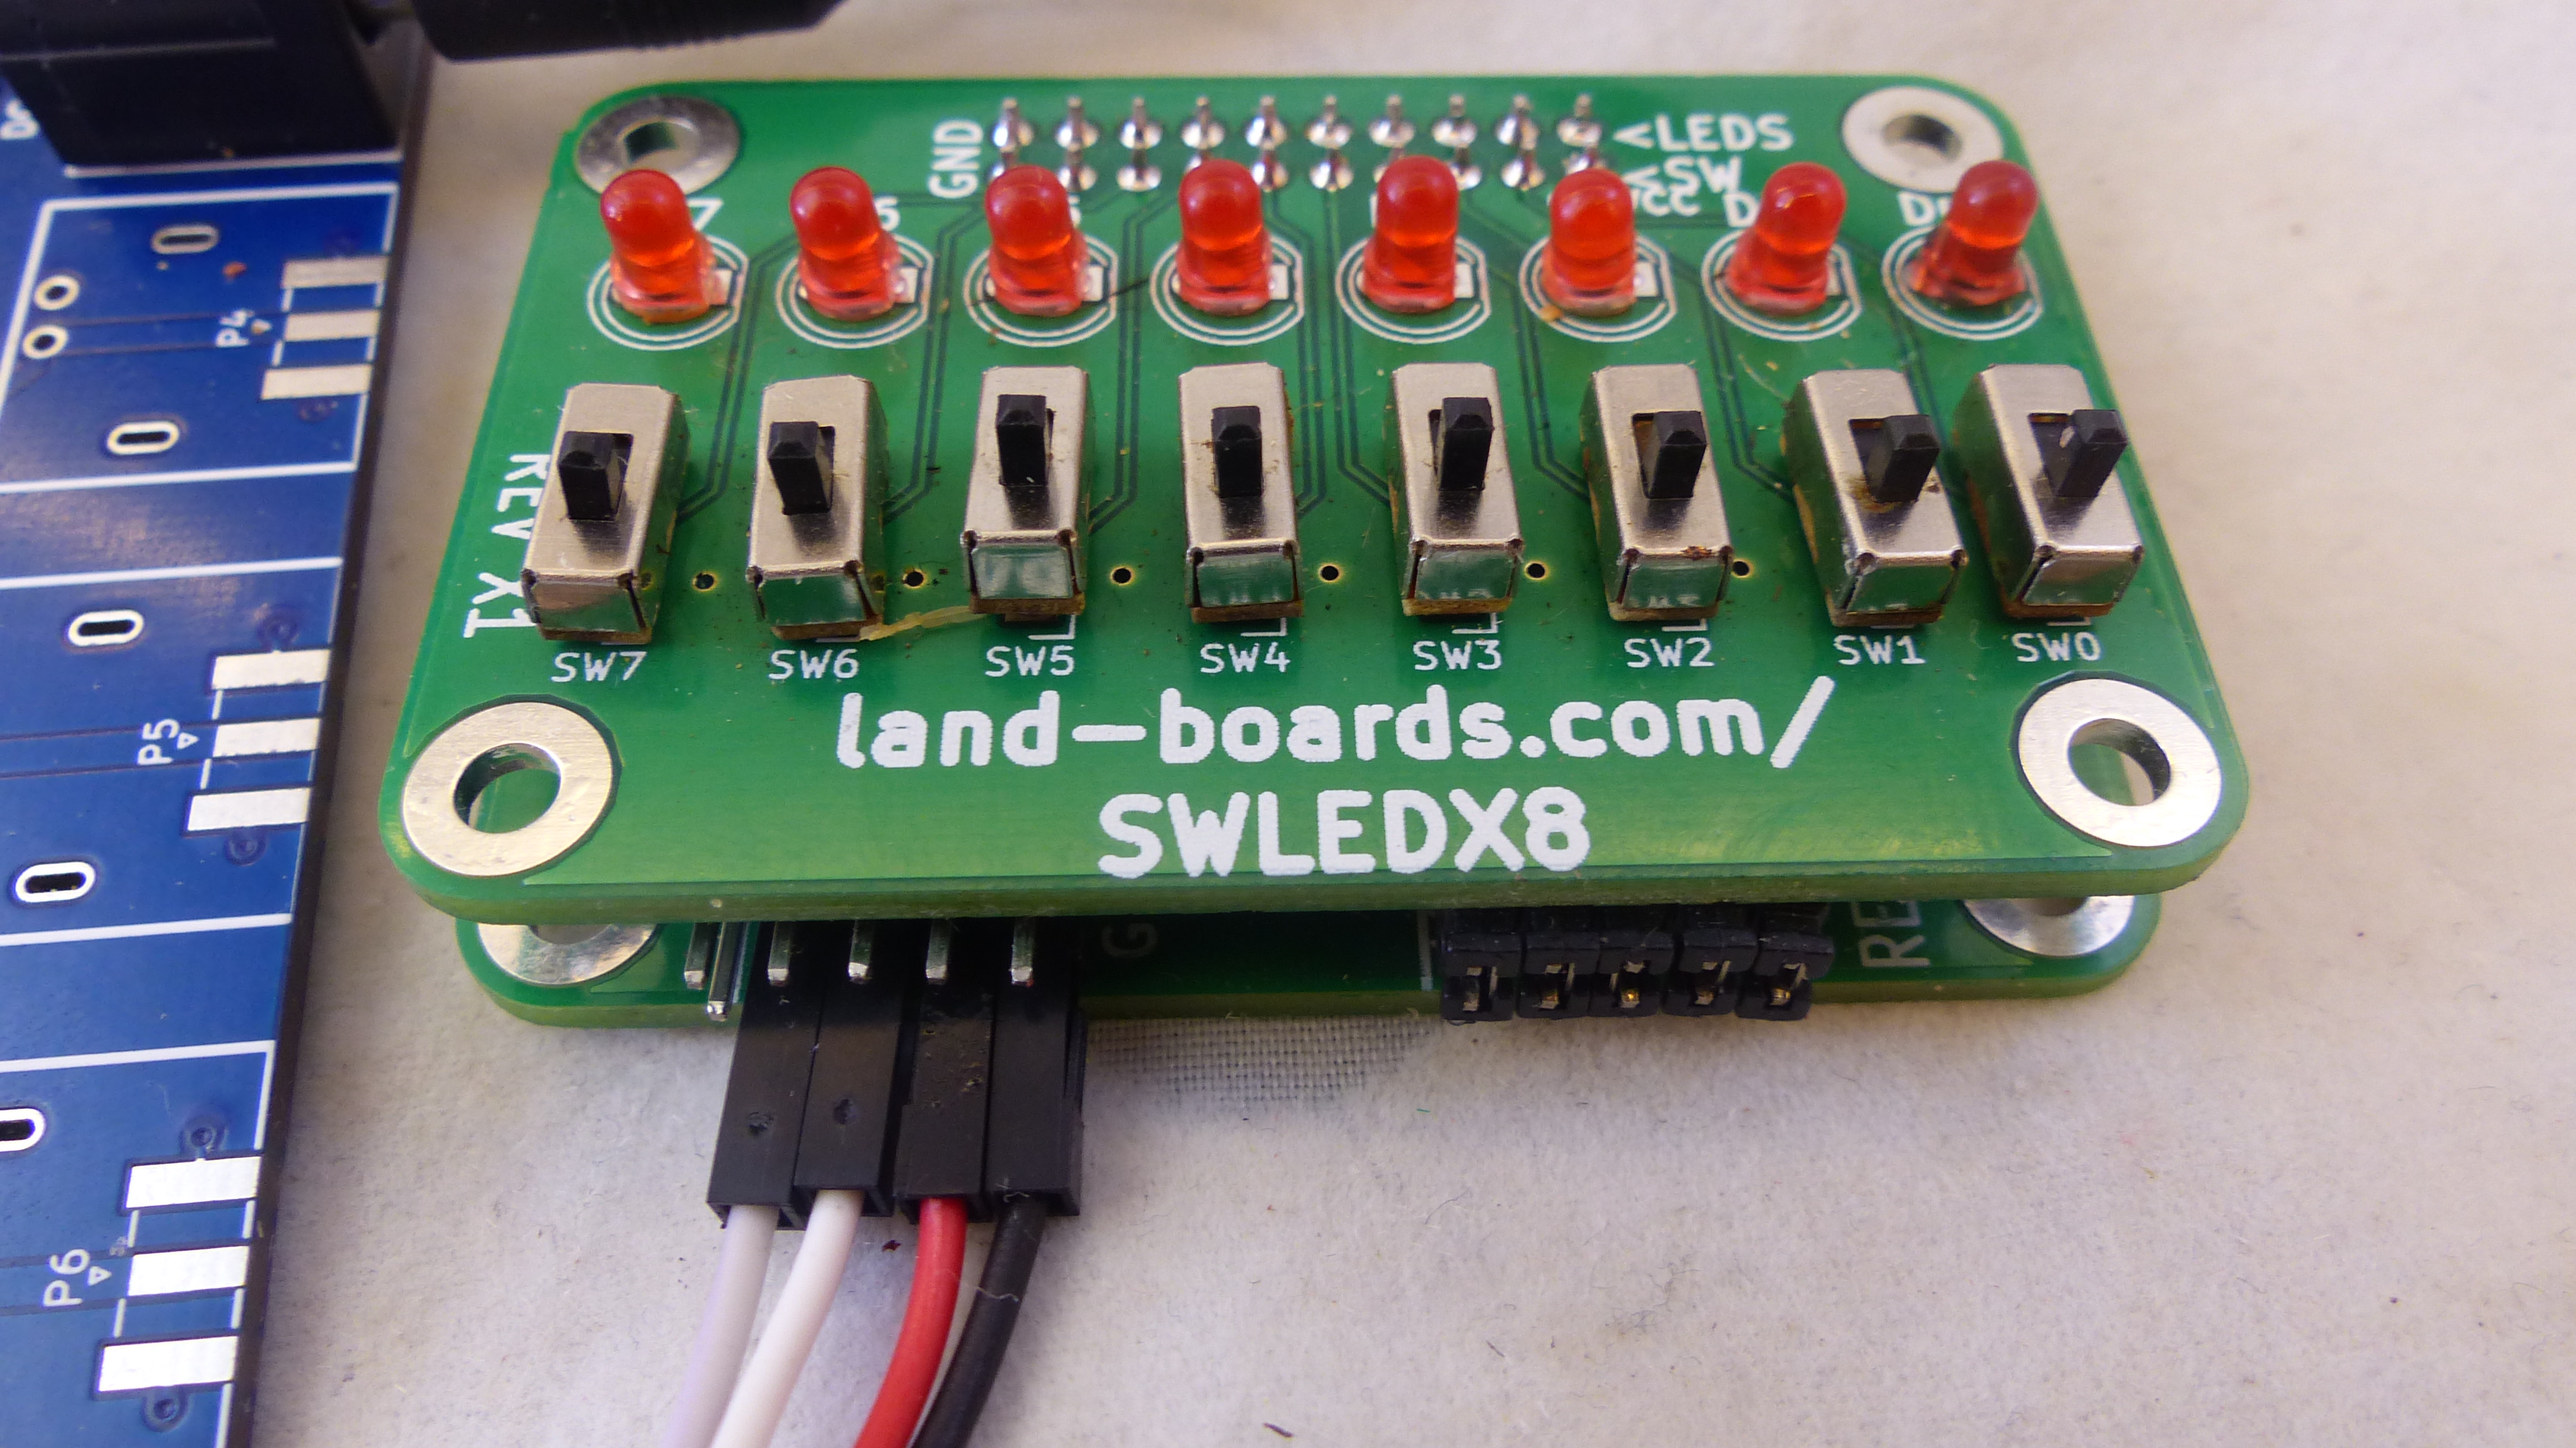 GND
<LEDS
<SW
VCC
REV X1
SW7 SW6 SW5 SW4 SW3 SW2 SW1 SW0
land-boards.com/
SWLEDX8
P4
P5
P6